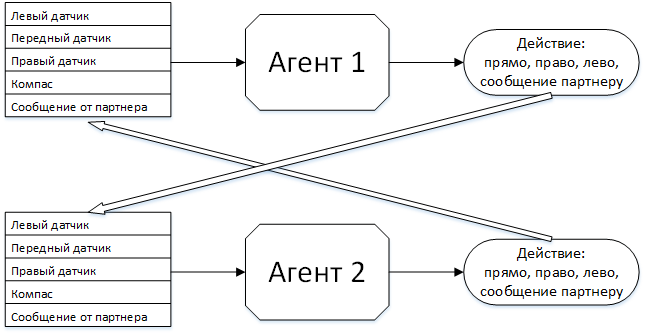 Левый датчик
Передный датчик
Правый датчик
Компас
Сообщение от партнера
Агент 1
Действие:
прямо, право, лево,
сообщение партнеру
Левый датчик
Передный датчик
Правый датчик
Компас
Сообщение от партнера
Агент 2
Действие:
прямо, право, лево,
сообщение партнеру